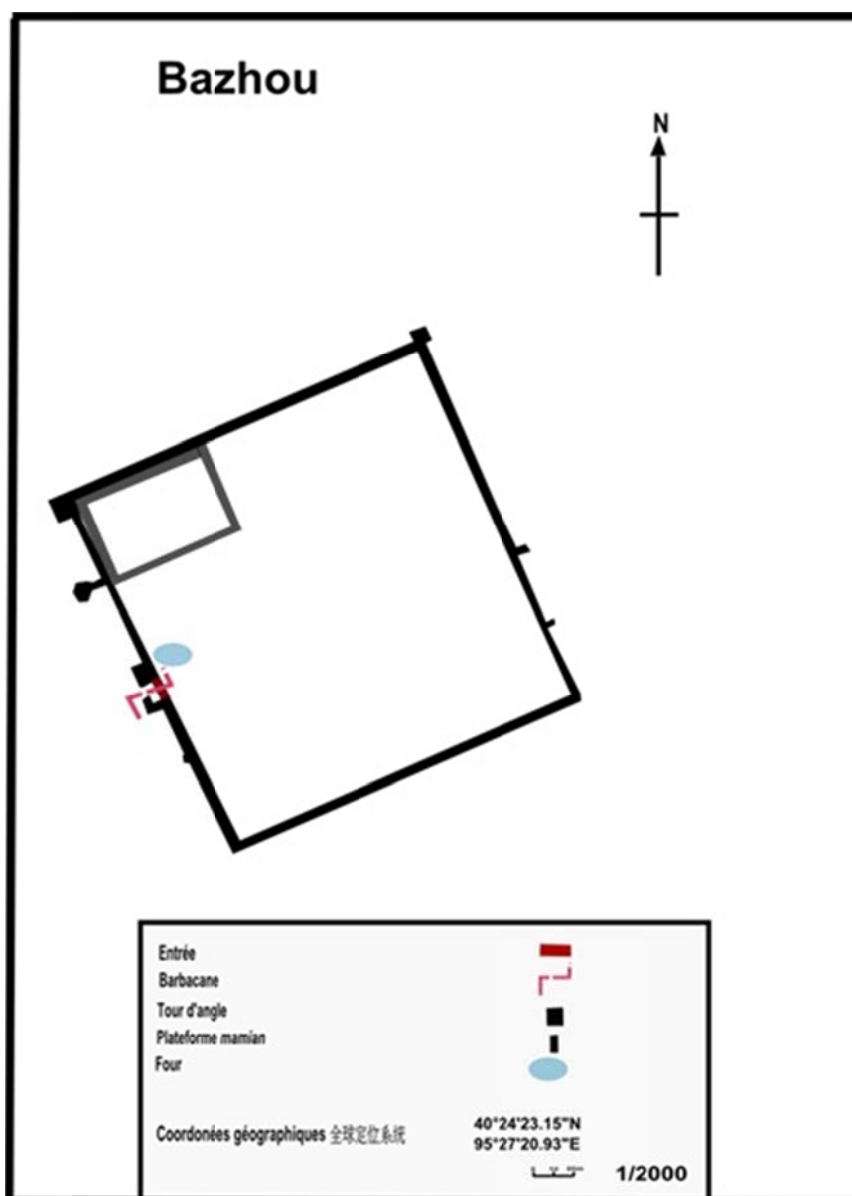 Bazhou
N
Entrée
Barbacane
Tour d'angle
Plateforme mamian
Four
Coordonées géographiques 全球定位系统
40°24'23.15"N
95°27'20.93"E
1/2000